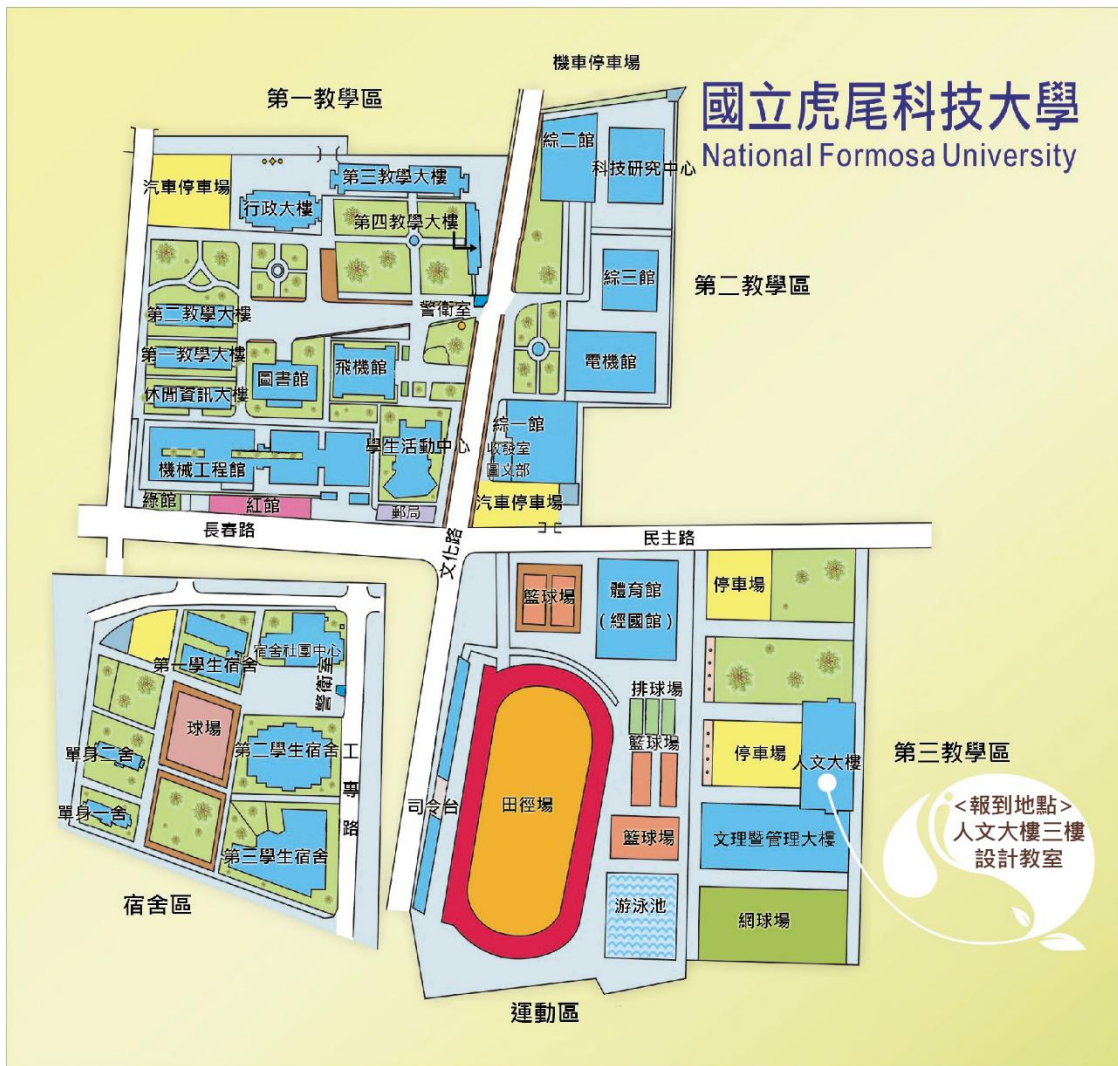 機車停車場
第一教學區
國立虎尾科技大學
National Formosa University
綜二館
科技研究中心
第三教學大樓
汽車停車場
行政大樓
第四教學大樓
綜三館
第二教學區
警衛室
第二教學大樓
第一教學大樓
飛機館
電機館
圖書館
休閒資訊大樓
綜一館
收發室
圖文部
學生活動中心
機械工程館
綠館
紅館
郵局
汽車停車場
長春路
文化路
民主路
籃球場
體育館
(經國館)
停車場
第一學生宿舍
宿舍社團中心
警衛室
排球場
球場
籃球場
第二學生宿舍
單身二舍
工專路
停車場
人文大樓
第三教學區
司令台
田徑場
單身一舍
第三學生宿舍
籃球場
文理暨管理大樓
<報到地點>
人文大樓三樓
設計教室
宿舍區
游泳池
網球場
運動區